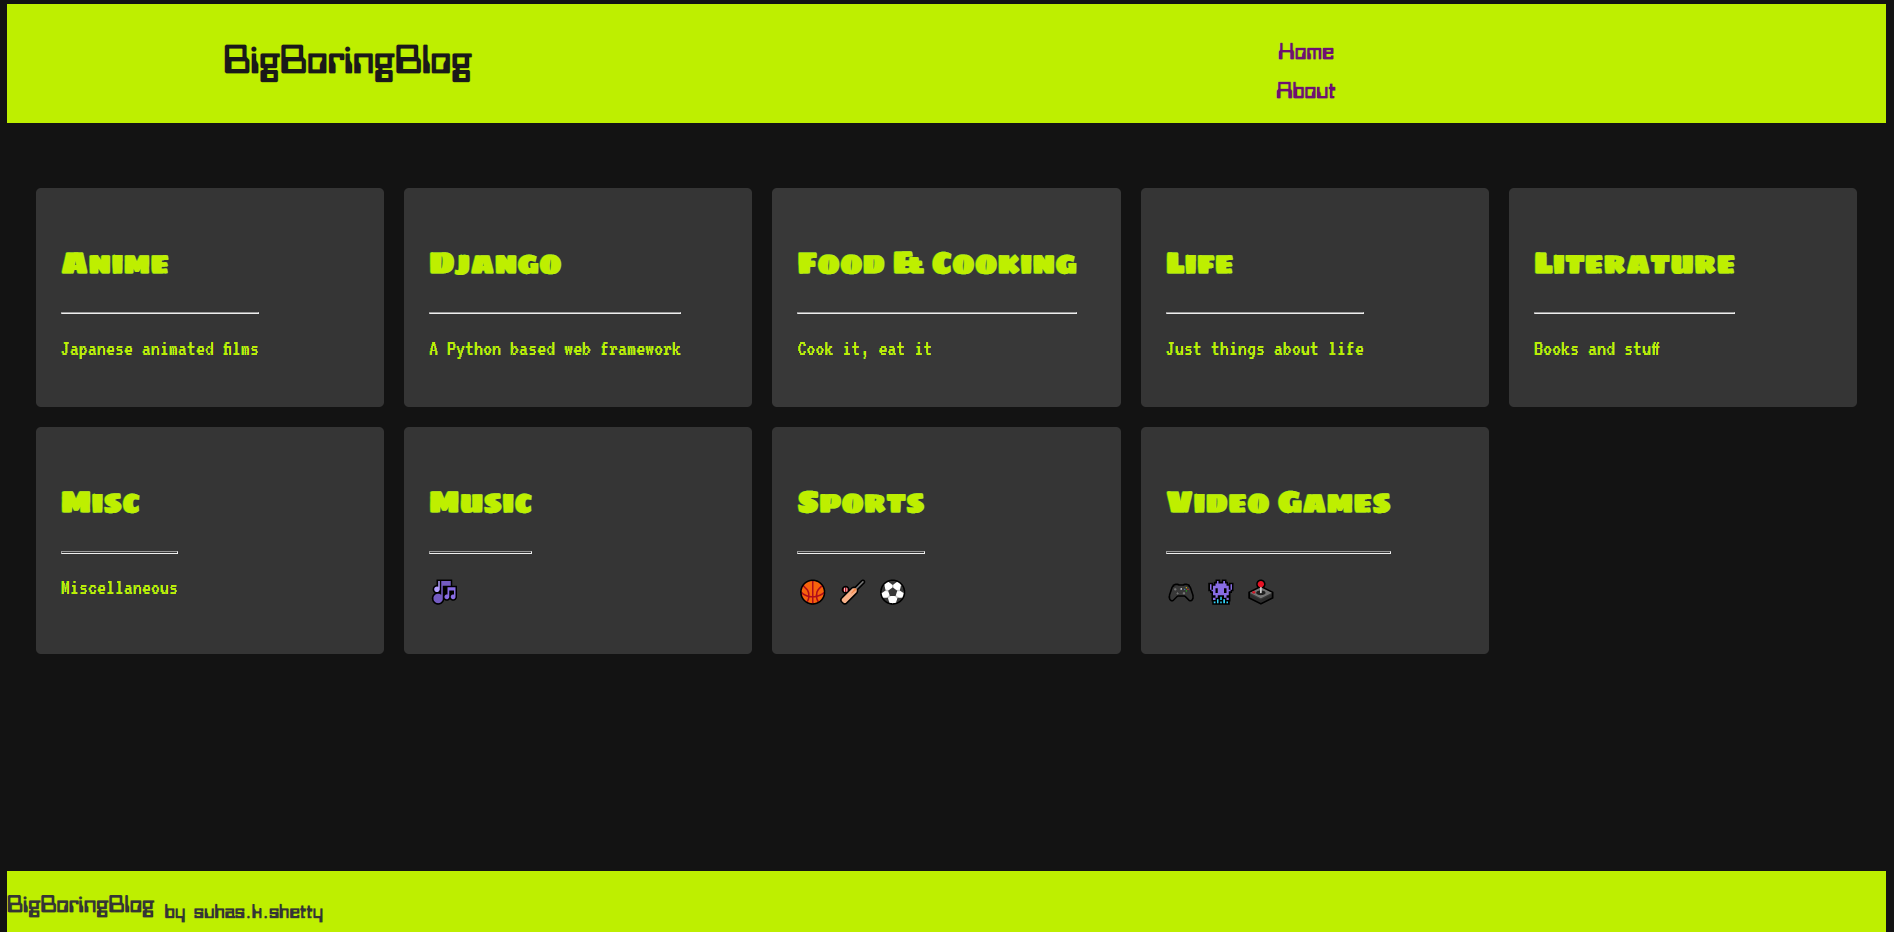 BigBoringBlog
Home
About
Anime
Japanese animated films
Django
A Python based web framework
Food & Cooking
Cook it, eat it
Life
Just things about life
Literature
Books and stuff
Misc
Miscellaneous
Music
Sports
Video Games
BigBoringBlog by suhas.k.shetty